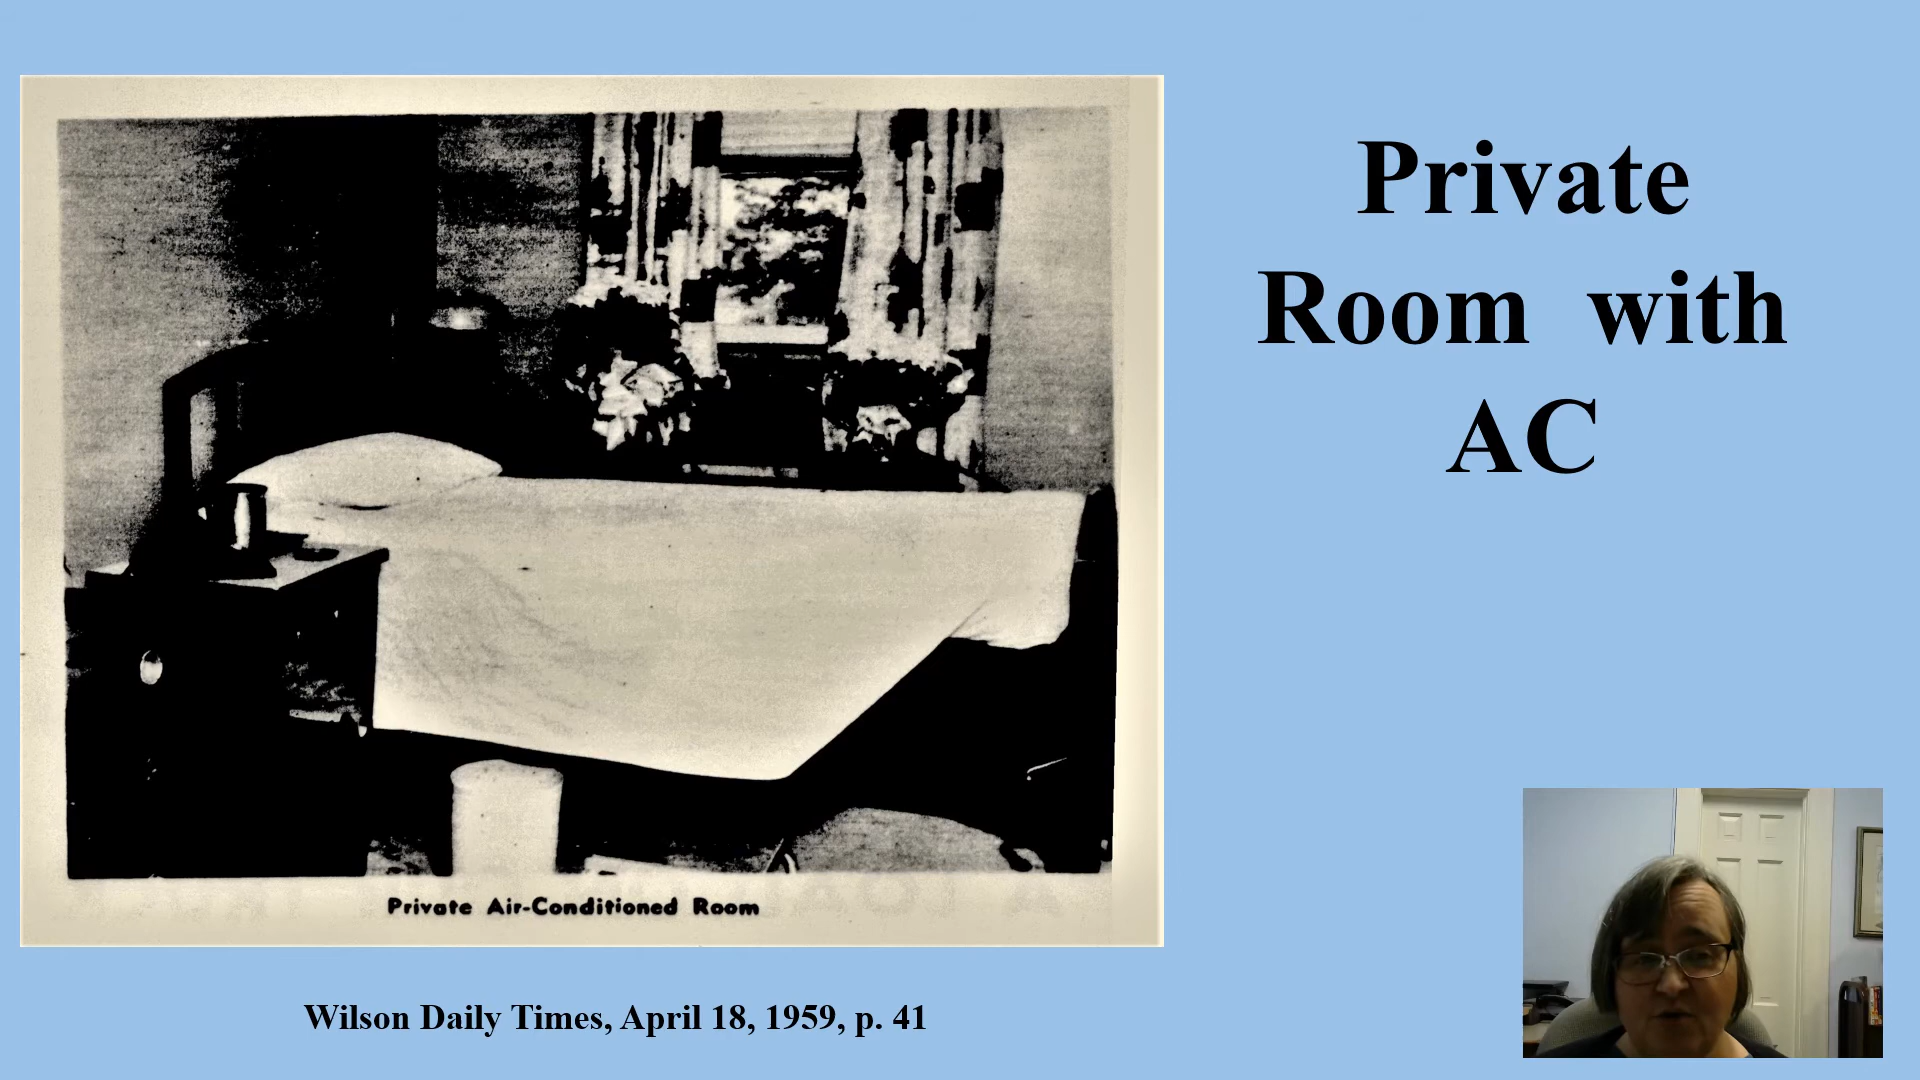 Private
Room with
AC
Private Air-Conditioned Room
Wilson Daily Times, April 18, 1959, p. 41